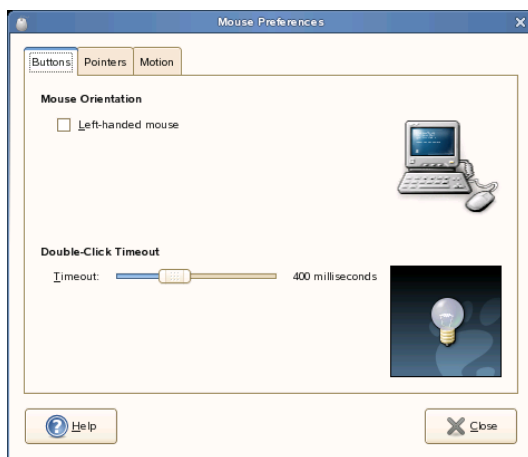 Mouse Preferences
Buttons Pointers Motion
Mouse Orientation
Left-handed mouse
Double-Click Timeout
Timeout: 400 milliseconds
Help Close